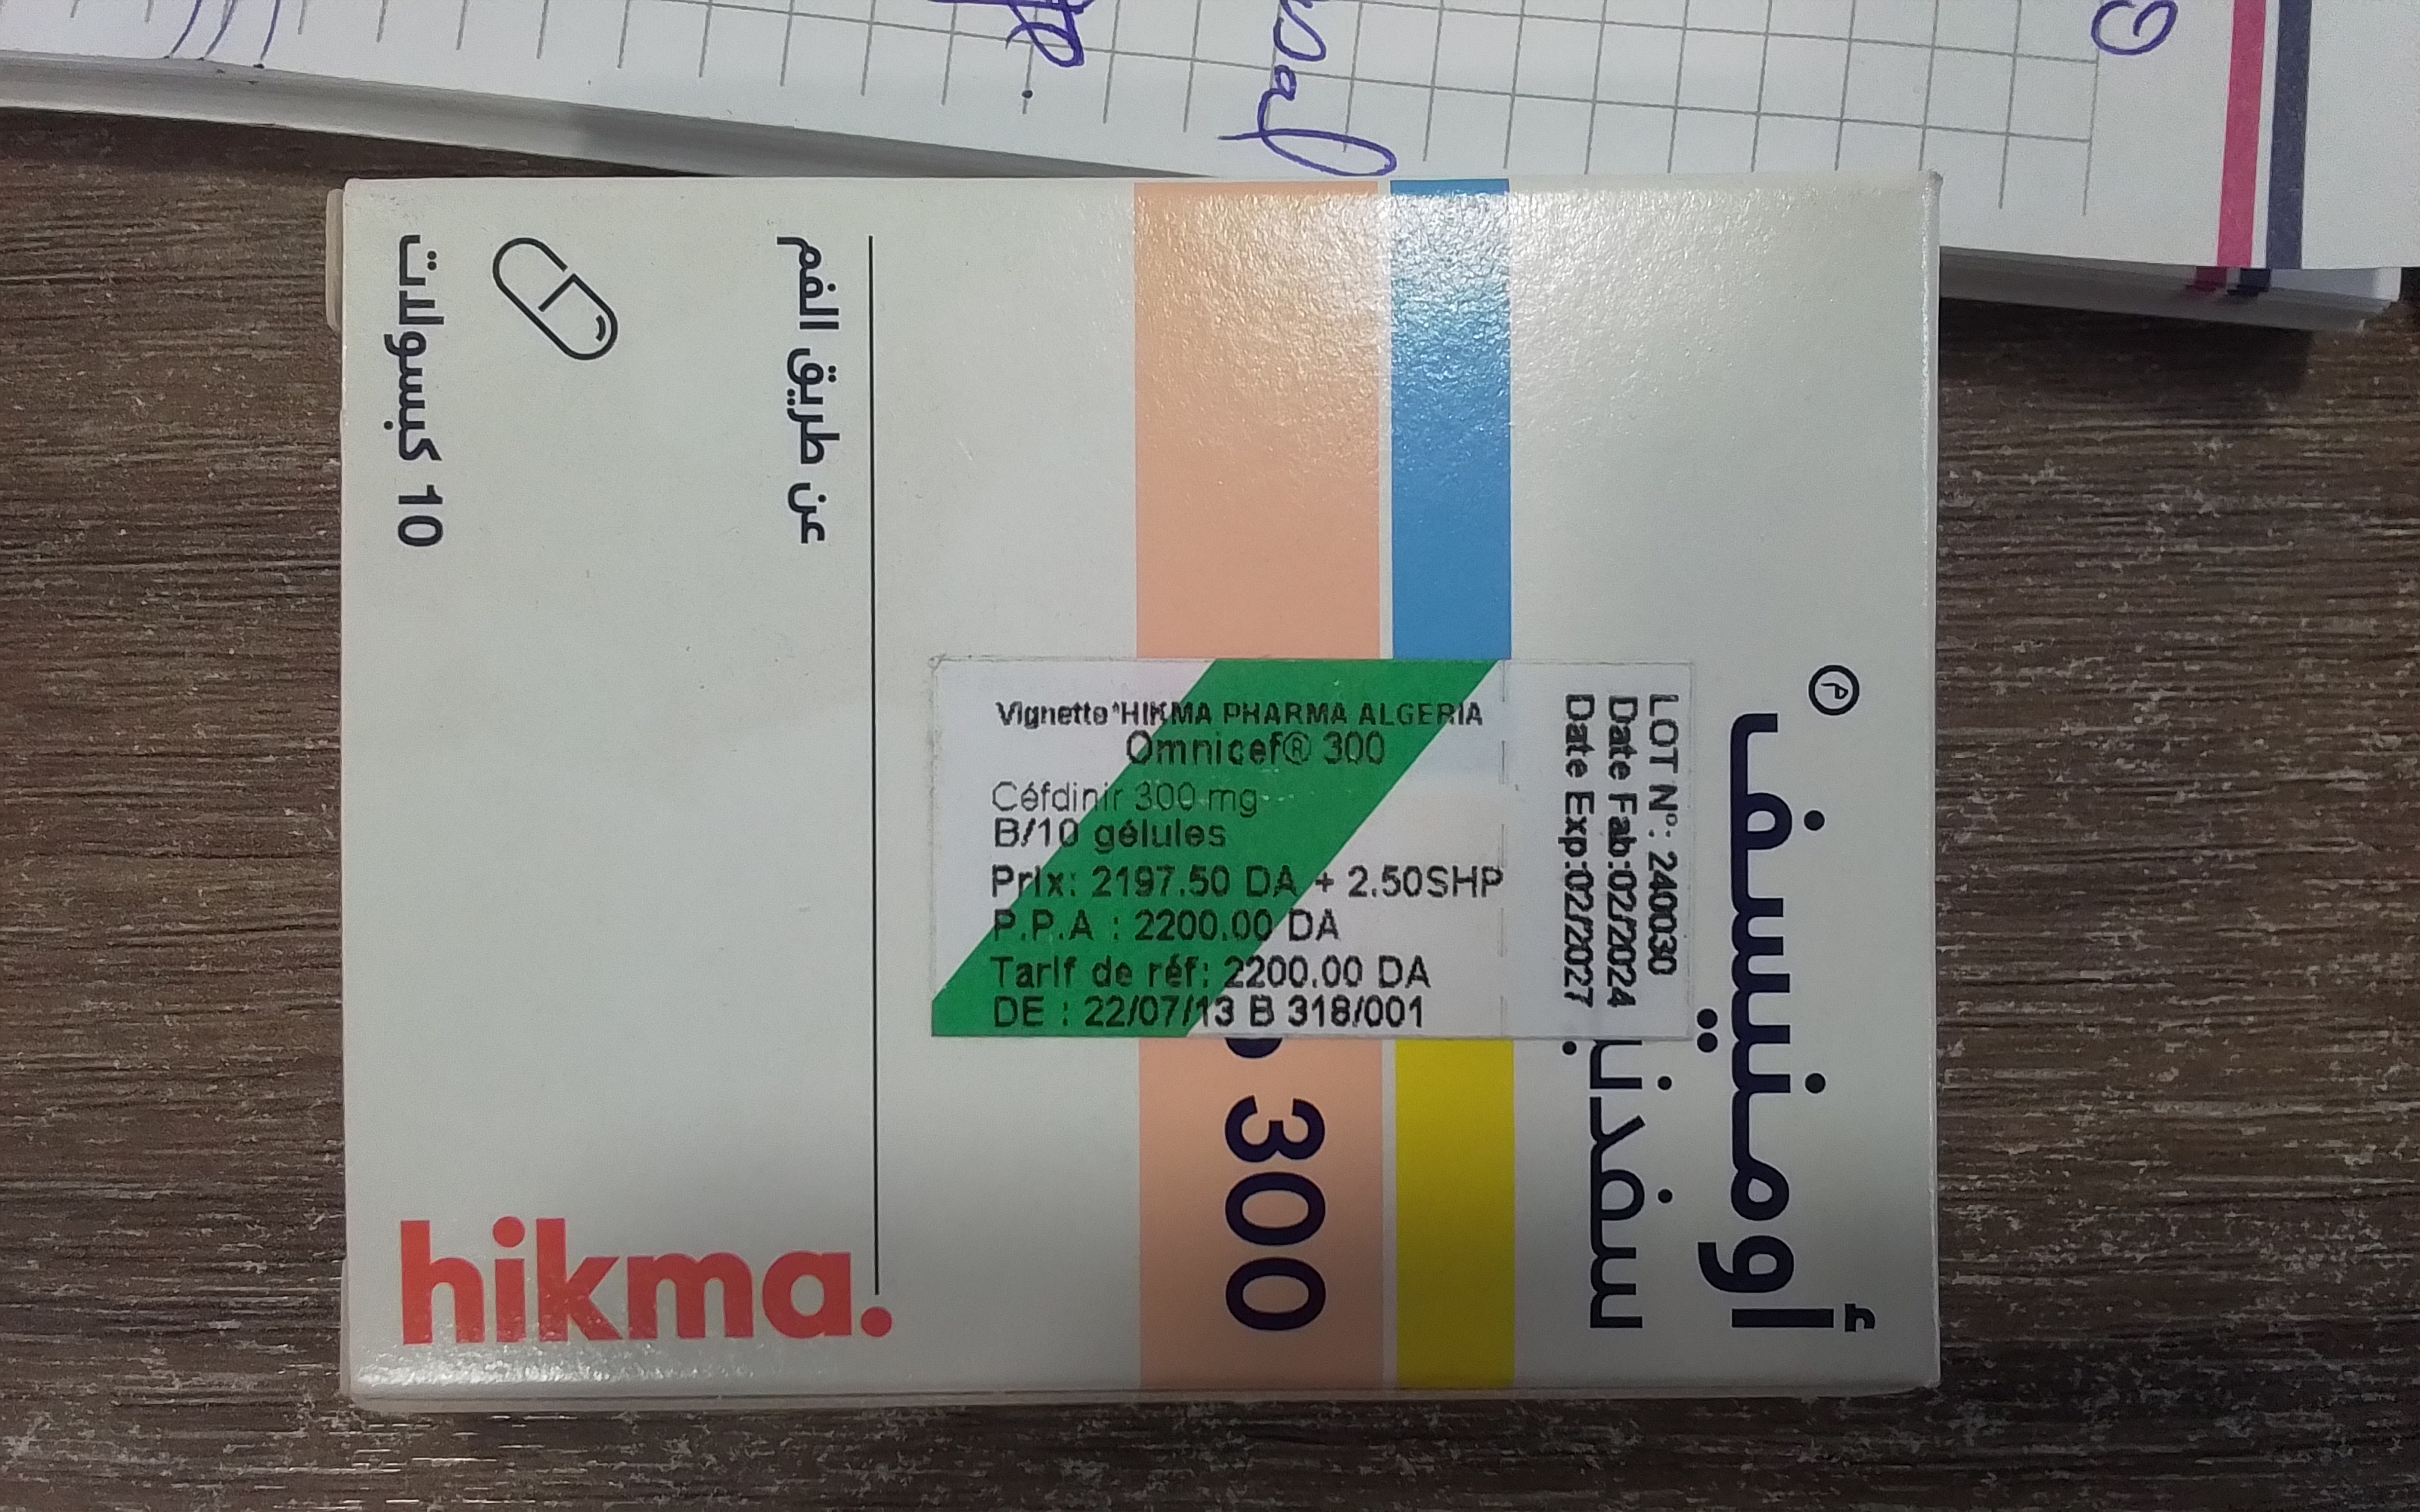 أومنيسف
سفدنير
300
عن طريق الفم
10 كبسولات
hikma.
Vignette HIKMA PHARMA ALGERIA
Omnicef® 300
Céfdinir 300 mg
B/10 gélules
Prix: 2197.50 DA + 2.50SHP
P.P.A : 2200.00 DA
Tarif de réf: 2200.00 DA
DE : 22/07/13 B 318/001
LOT N°: 2400030
Date Fab:02/2024
Date Exp:02/2027